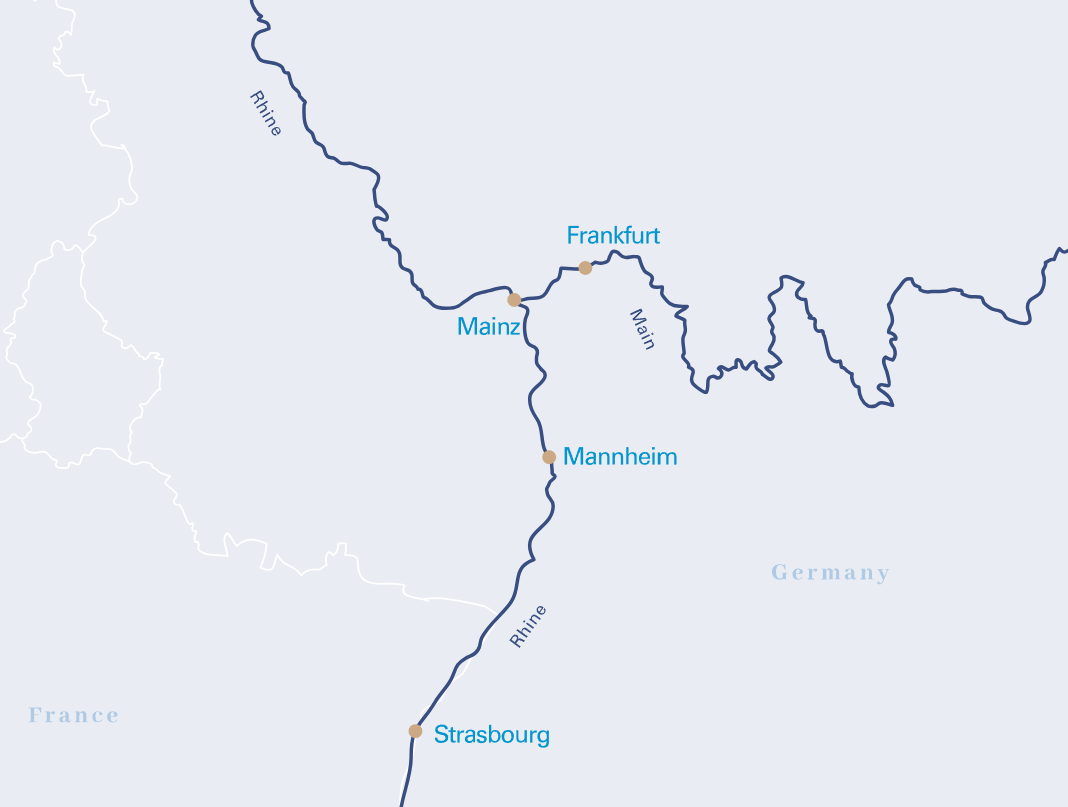 Rhine
Frankfurt
Mainz
Main
Mannheim
Germany
Rhine
France
Strasbourg